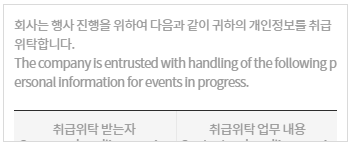 회사는 행사 진행을 위하여 다음과 같이 귀하의 개인정보를 취급
위탁합니다.
The company is entrusted with handling of the following p
ersonal information for events in progress.
취급위탁 받는자 취급위탁 업무 내용